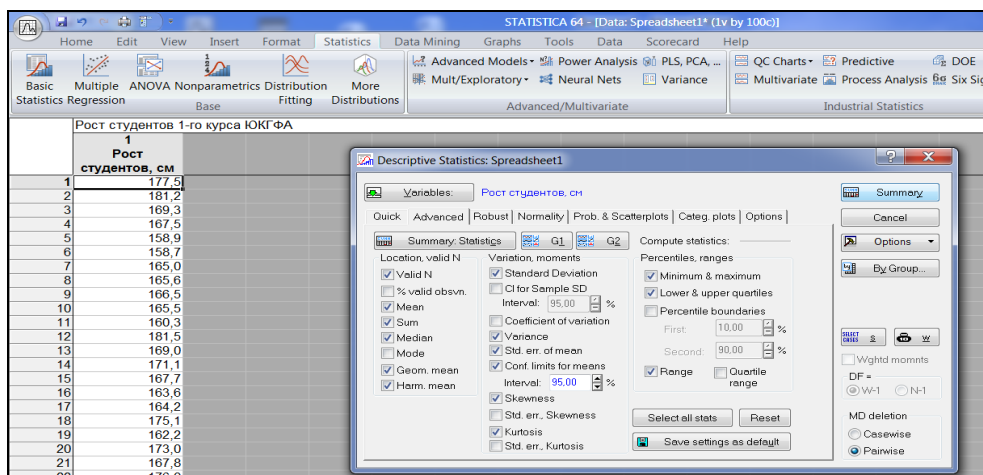 STATISTICA 64 - [Data: Spreadsheet1* (1v by 100c)]
Home Edit View Insert Format Statistics Data Mining Graphs Tools Data Scorecard Help
Basic Statistics
Multiple Regression
ANOVA
Nonparametrics
Distribution Fitting
More Distributions
Base
Advanced Models
Power Analysis
PLS, PCA, ...
Mult/Exploratory
Neural Nets
Variance
Advanced/Multivariate
QC Charts
Predictive
DOE
Multivariate
Process Analysis
Six Sig
Industrial Statistics
Рост студентов 1-го курса ЮКГФА
1
Рост
студентов, см
1 177,5
2 181,2
3 169,3
4 167,5
5 158,9
6 158,7
7 165,0
8 165,6
9 166,5
10 165,5
11 160,3
12 181,5
13 169,0
14 171,1
15 167,7
16 163,6
17 164,2
18 175,1
19 162,2
20 173,0
21 167,8
Descriptive Statistics: Spreadsheet1
Variables: Рост студентов, см
Quick Advanced Robust Normality Prob. & Scatterplots Categ. plots Options
Summary: Statistics G1 G2
Location, valid N
Valid N
% valid obsvn.
Mean
Sum
Median
Mode
Geom. mean
Harm. mean
Variation, moments
Standard Deviation
CI for Sample SD
Interval: 95,00 %
Coefficient of variation
Variance
Std. err. of mean
Conf. limits for means
Interval: 95,00 %
Skewness
Std. err., Skewness
Kurtosis
Std. err., Kurtosis
Compute statistics:
Percentiles, ranges
Minimum & maximum
Lower & upper quartiles
Percentile boundaries
First: 10,00 %
Second: 90,00 %
Range
Quartile range
Select all stats
Reset
Save settings as default
Summary
Cancel
Options
By Group...
SELECT CASES S
W
Wghtd momnts
DF =
W-1 N-1
MD deletion
Casewise
Pairwise